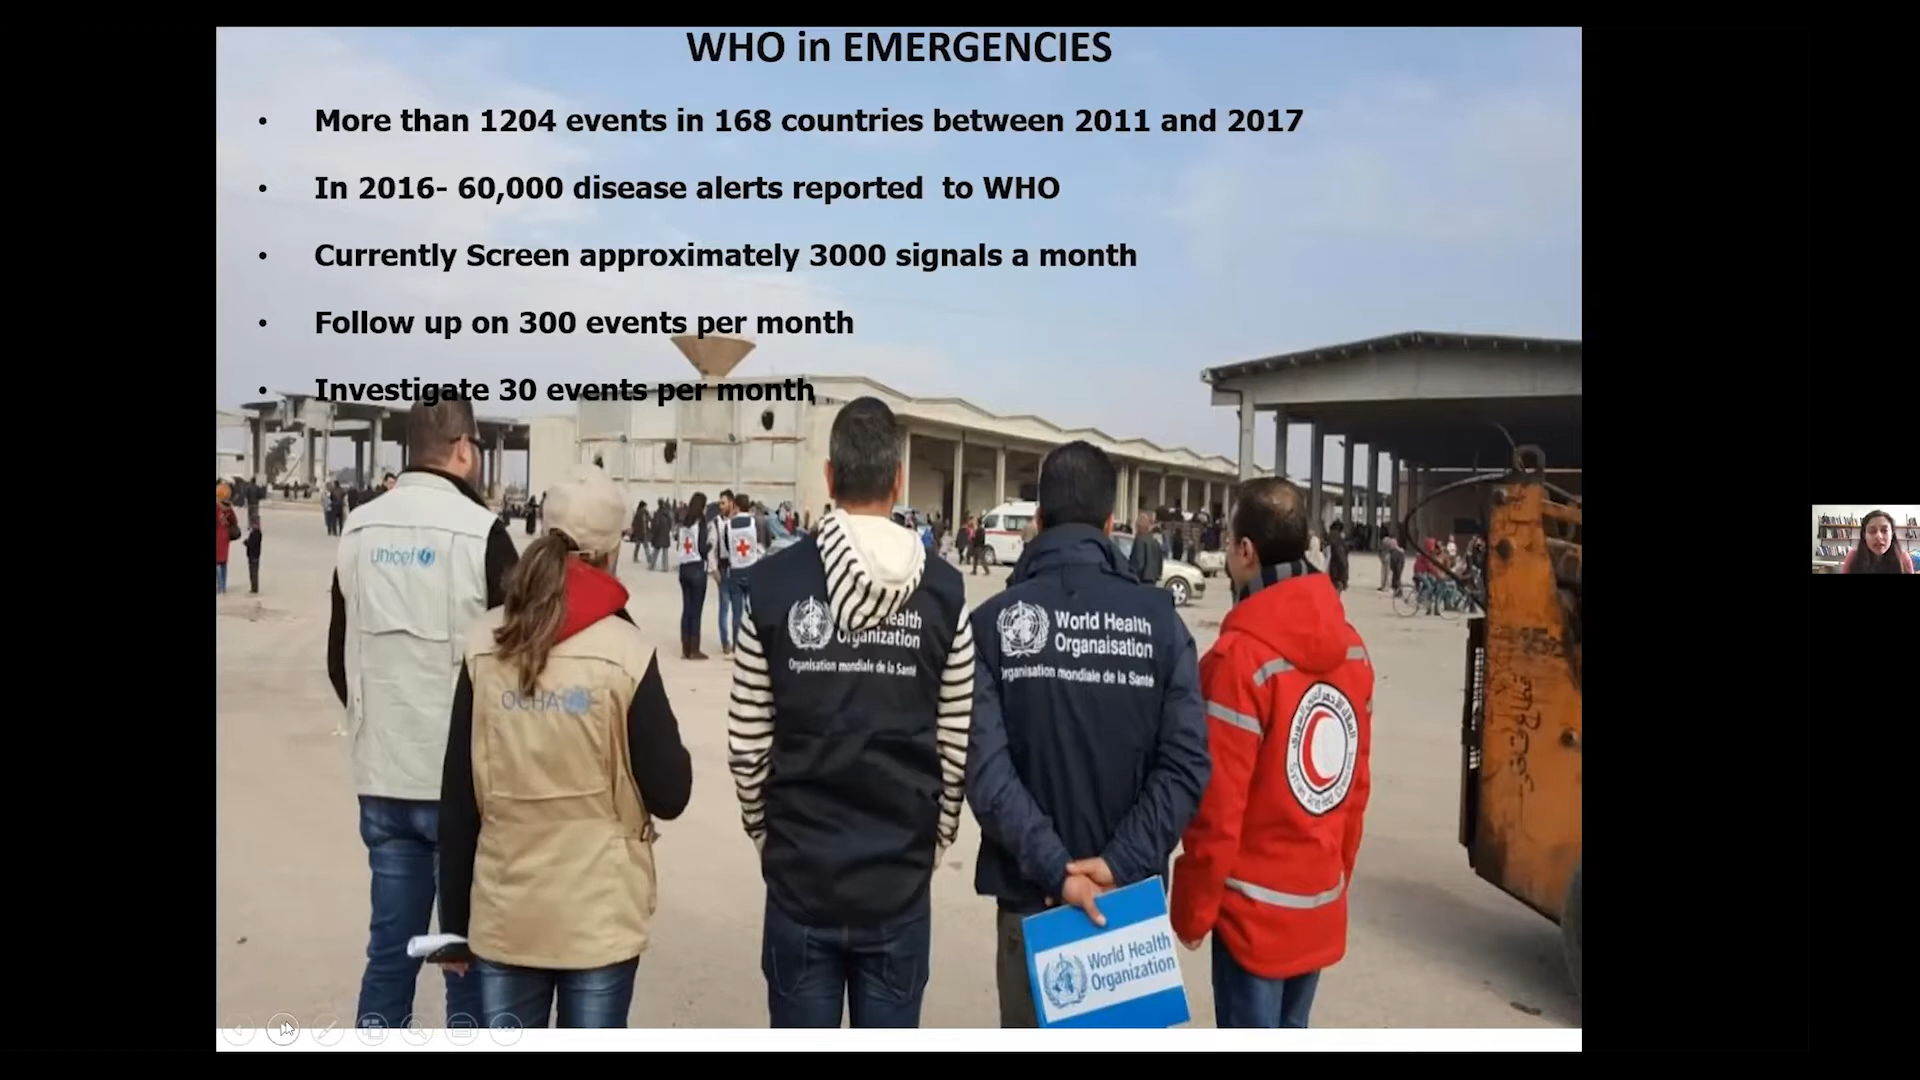 WHO in EMERGENCIES
• More than 1204 events in 168 countries between 2011 and 2017
• In 2016- 60,000 disease alerts reported to WHO
• Currently Screen approximately 3000 signals a month
• Follow up on 300 events per month
• Investigate 30 events per month
unicef
OCHA
ealth
Organization
Organisation mondiale de la Santé
World Health
Organaisation
Organisation mondiale de la Santé
World Health
Organization